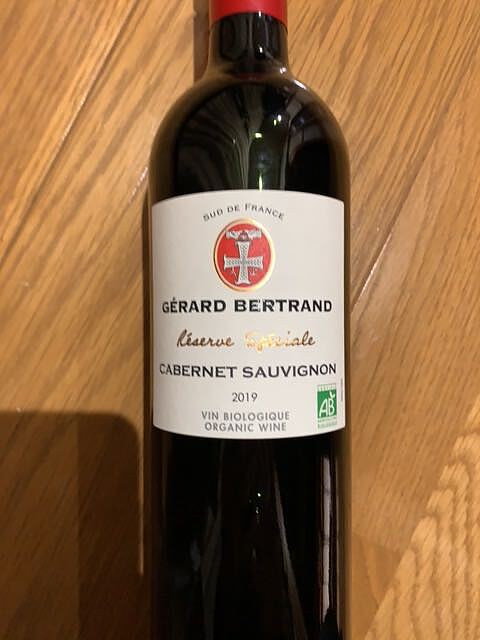 SUD DE FRANCE
GÉRARD BERTRAND
Réserve Spéciale
CABERNET SAUVIGNON
2019
VIN BIOLOGIQUE
ORGANIC WINE
AB